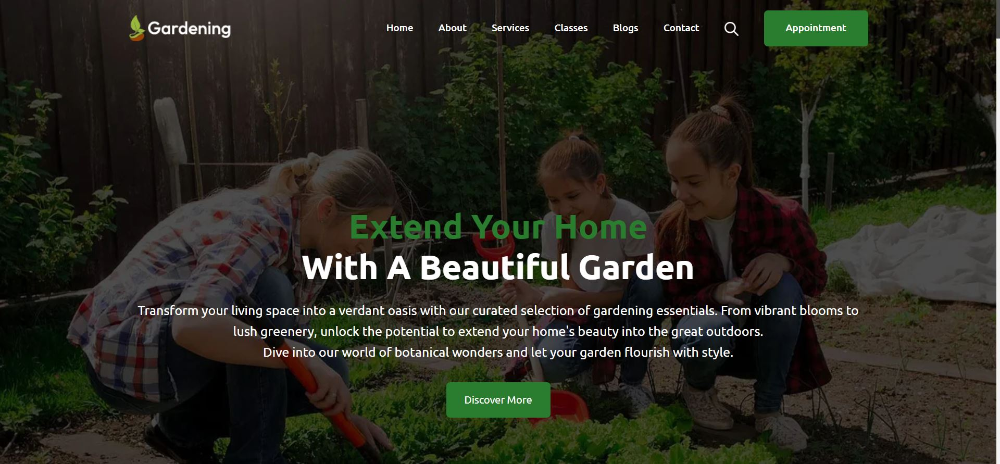 Gardening
Home About Services Classes Blogs Contact Appointment
Extend Your Home
With A Beautiful Garden
Transform your living space into a verdant oasis with our curated selection of gardening essentials. From vibrant blooms to
lush greenery, unlock the potential to extend your home's beauty into the great outdoors.
Dive into our world of botanical wonders and let your garden flourish with style.
Discover More